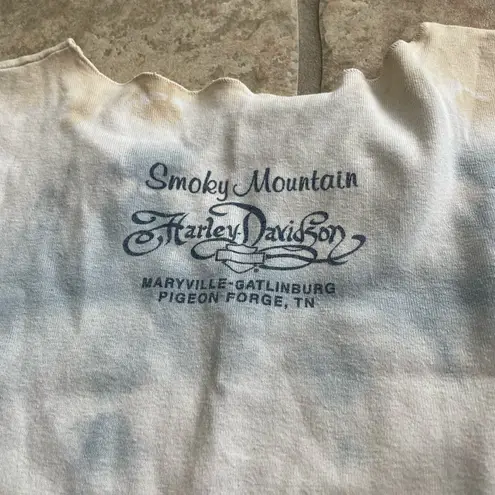 Smoky Mountain
Harley-Davidson
MARYVILLE-GATLINBURG
PIGEON FORGE, TN